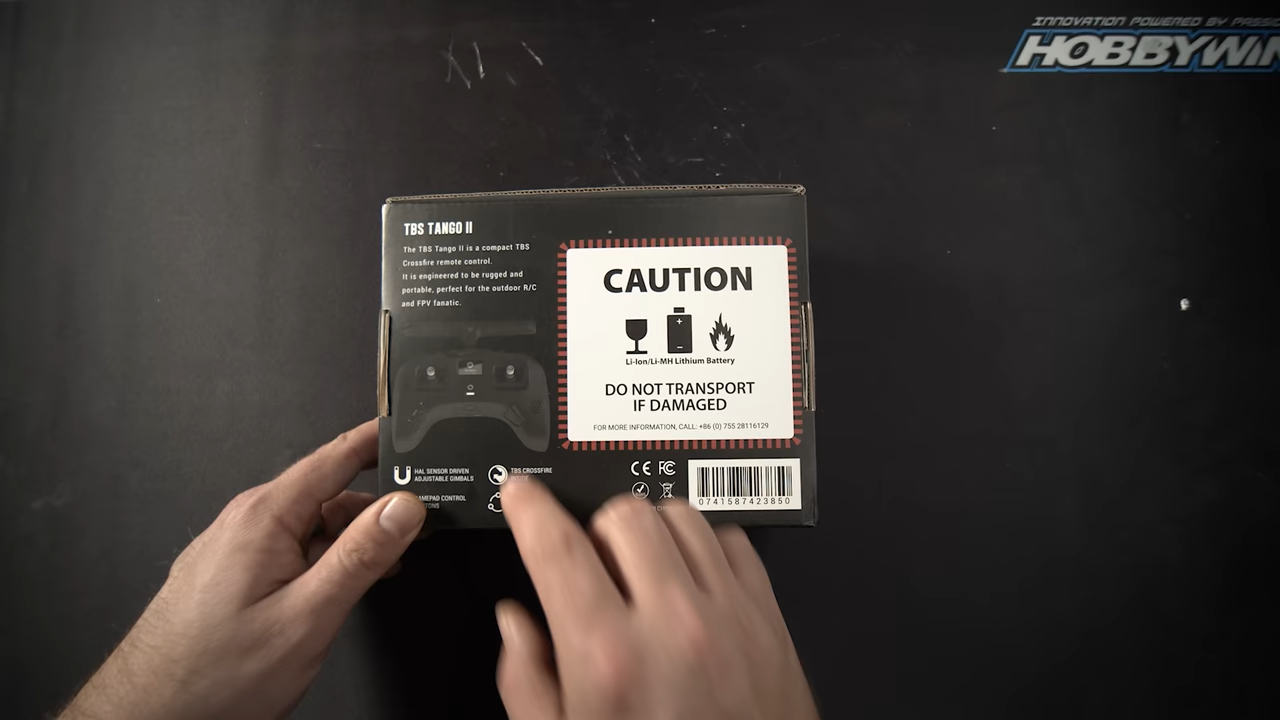 INNOVATION POWERED BY
HOBBYWIN
TBS TANGO II
The TBS Tango II is a compact TBS
Crossfire remote control.
It is engineered to be rugged and
portable, perfect for the outdoor R/C
and FPV fanatic.
CAUTION
Li-Ion/Li-MH Lithium Battery
DO NOT TRANSPORT
IF DAMAGED
FOR MORE INFORMATION, CALL: +86 (0) 755 28116129
HAL SENSOR DRIVEN
ADJUSTABLE GIMBALS
TBS CROSSFIRE
CONTROL
CE FC
0741587423850